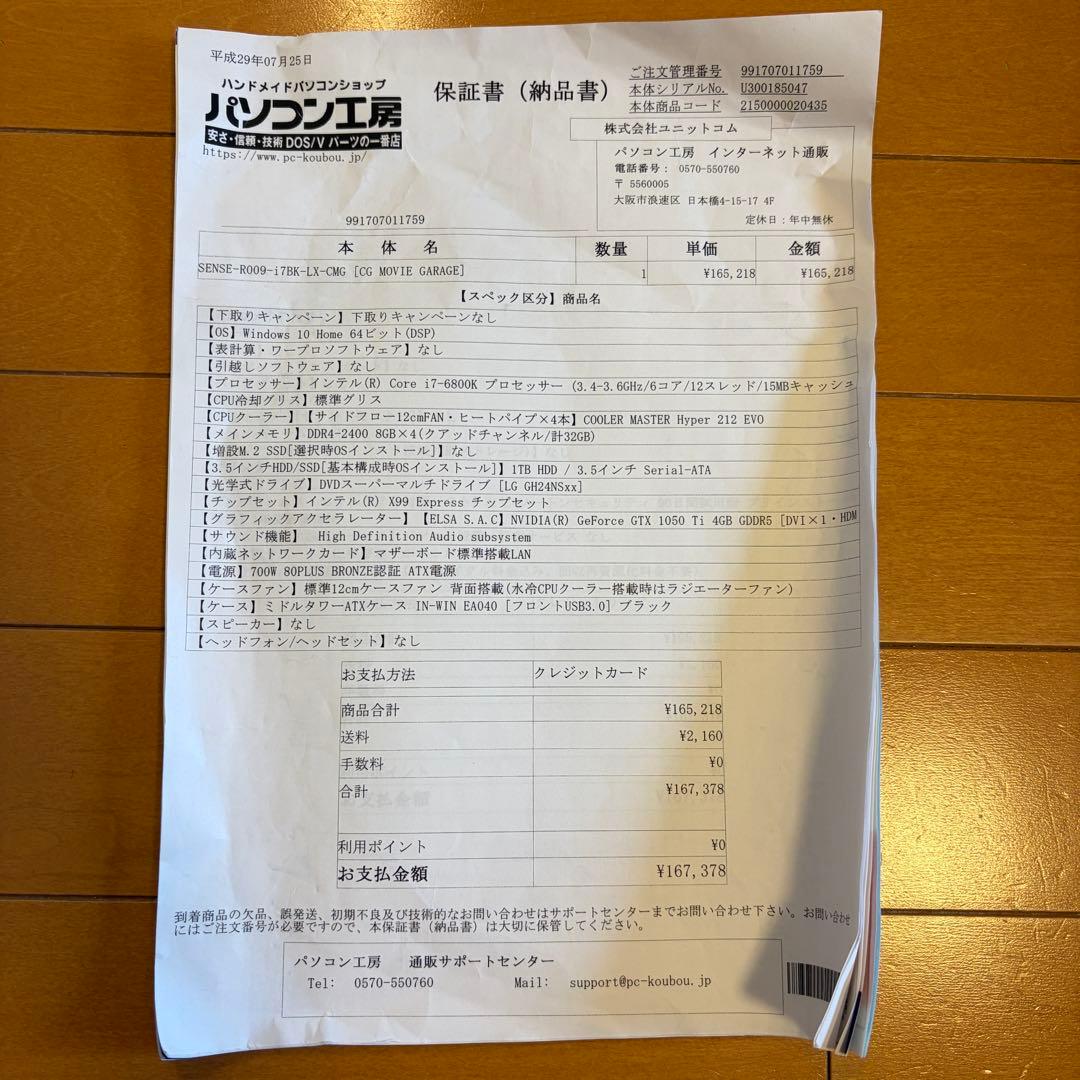 平成29年07月25日
ハンドメイドパソコンショップ
パソコン工房
安さ・信頼・技術 DOS/V パーツの一番店
https://www.pc-koubou.jp/
保証書（納品書）
ご注文管理番号 991707011759
本体シリアルNo. U300185047
本体商品コード 2150000020435
株式会社ユニットコム
パソコン工房 インターネット通販
電話番号： 0570-550760
〒 5560005
大阪市浪速区 日本橋4-15-17 4F
定休日：年中無休
991707011759
本 体 名 数量 単価 金額
SENSE-R009-i7BK-LX-CMG [CG MOVIE GARAGE] 1 ¥165,218 ¥165,218
【スペック区分】商品名
【下取りキャンペーン】下取りキャンペーンなし
【OS】Windows 10 Home 64ビット(DSP)
【表計算・ワープロソフトウェア】なし
【引越しソフトウェア】なし
【プロセッサー】インテル(R) Core i7-6800K プロセッサー (3.4-3.6GHz/6コア/12スレッド/15MBキャッシュ
【CPU冷却グリス】標準グリス
【CPUクーラー】【サイドフロー12cmFAN・ヒートパイプ×4本】COOLER MASTER Hyper 212 EVO
【メインメモリ】DDR4-2400 8GB×4(クアッドチャンネル/計32GB)
【増設M.2 SSD[選択時OSインストール]】なし
【3.5インチHDD/SSD[基本構成時OSインストール]】1TB HDD / 3.5インチ Serial-ATA
【光学式ドライブ】DVDスーパーマルチドライブ [LG GH24NSxx]
【チップセット】インテル(R) X99 Express チップセット
【グラフィックアクセラレーター】【ELSA S.A.C】NVIDIA(R) GeForce GTX 1050 Ti 4GB GDDR5 [DVI×1・HDM
【サウンド機能】 High Definition Audio subsystem
【内蔵ネットワークカード】マザーボード標準搭載LAN
【電源】700W 80PLUS BRONZE認証 ATX電源
【ケースファン】標準12cmケースファン 背面搭載(水冷CPUクーラー搭載時はラジエーターファン)
【ケース】ミドルタワーATXケース IN-WIN EA040 [フロントUSB3.0] ブラック
【スピーカー】なし
【ヘッドフォン/ヘッドセット】なし
お支払方法 クレジットカード
商品合計 ¥165,218
送料 ¥2,160
手数料 ¥0
合計 ¥167,378
利用ポイント ¥0
お支払金額 ¥167,378
到着商品の欠品、誤発送、初期不良及び技術的なお問い合わせはサポートセンターまでお問い合わせ下さい。お問い合わせ
にはご注文番号が必要ですので、本保証書（納品書）は大切に保管してください。
パソコン工房 通販サポートセンター
Tel: 0570-550760 Mail: support@pc-koubou.jp